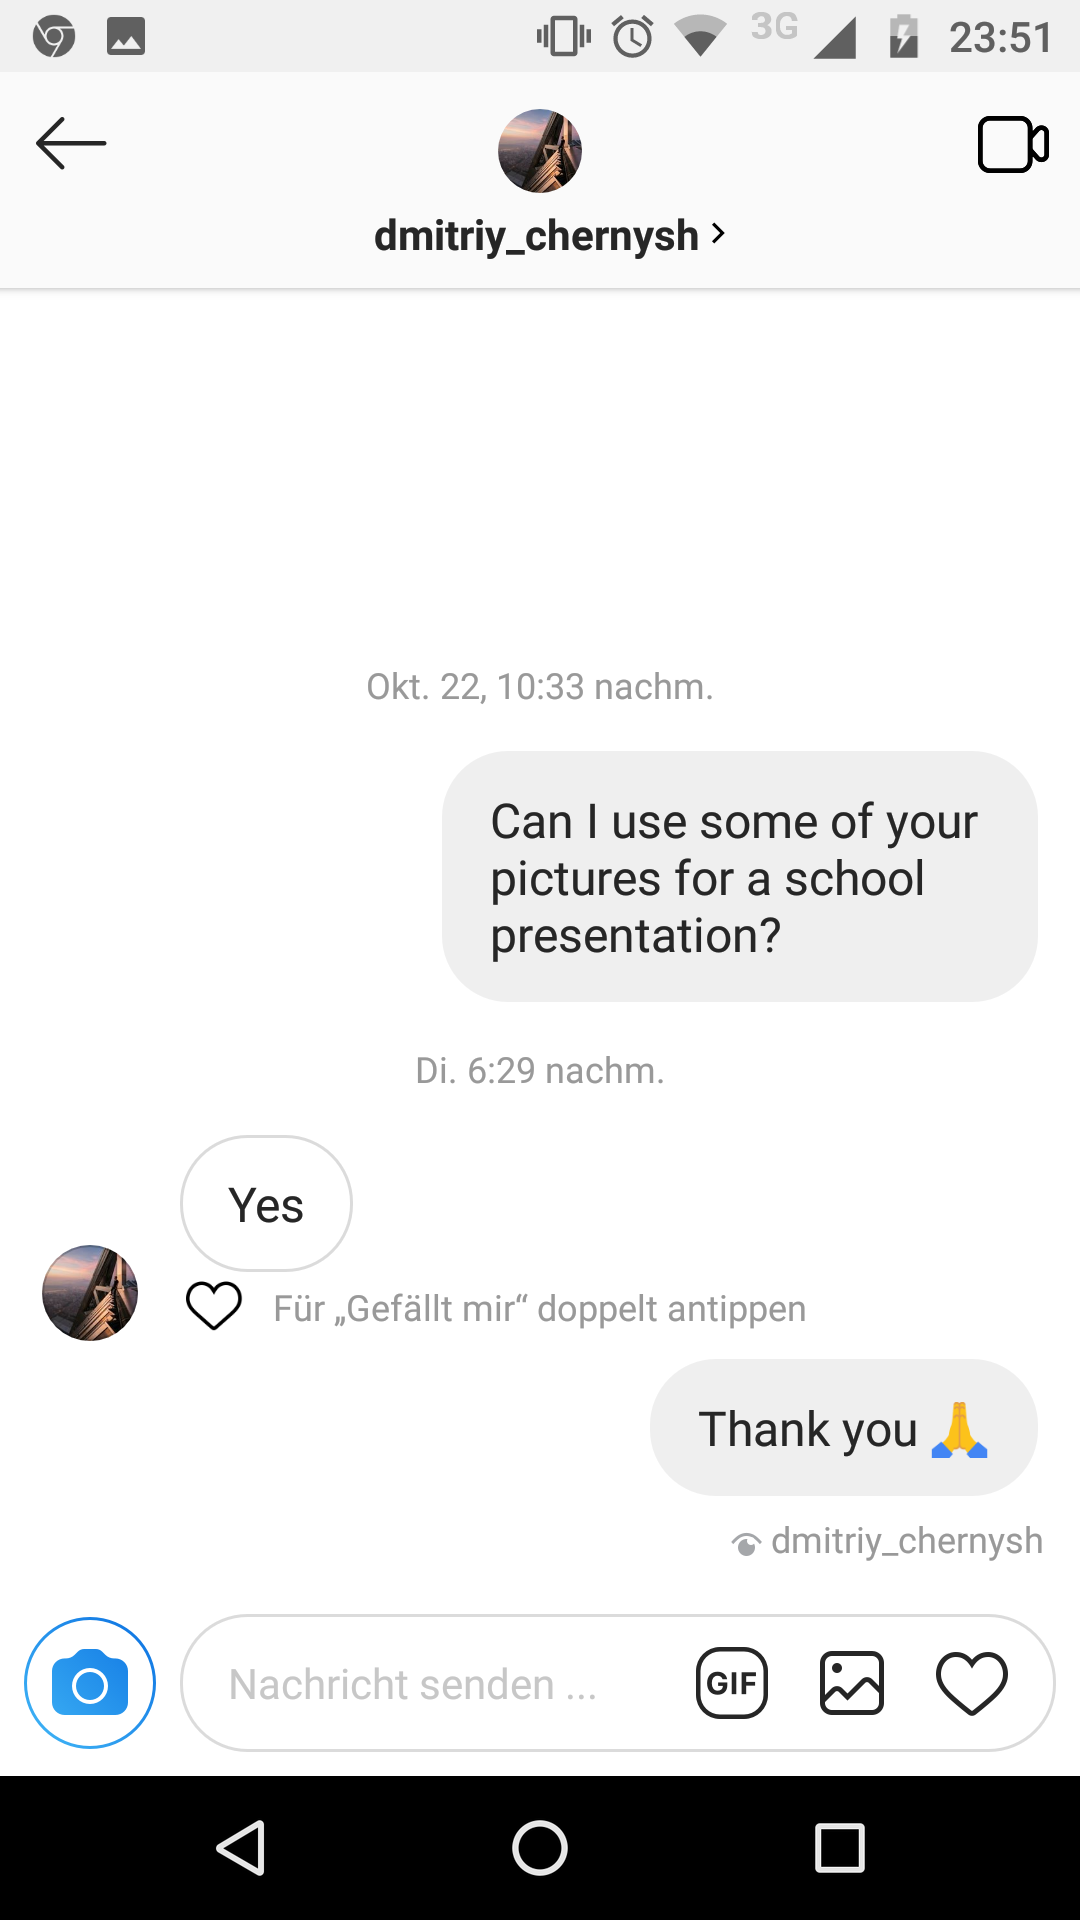 3G 23:51
dmitriy_chernysh
Okt. 22, 10:33 nachm.
Can I use some of your
pictures for a school
presentation?
Di. 6:29 nachm.
Yes
Für „Gefällt mir“ doppelt antippen
Thank you 🙏
dmitriy_chernysh
Nachricht senden ...
GIF